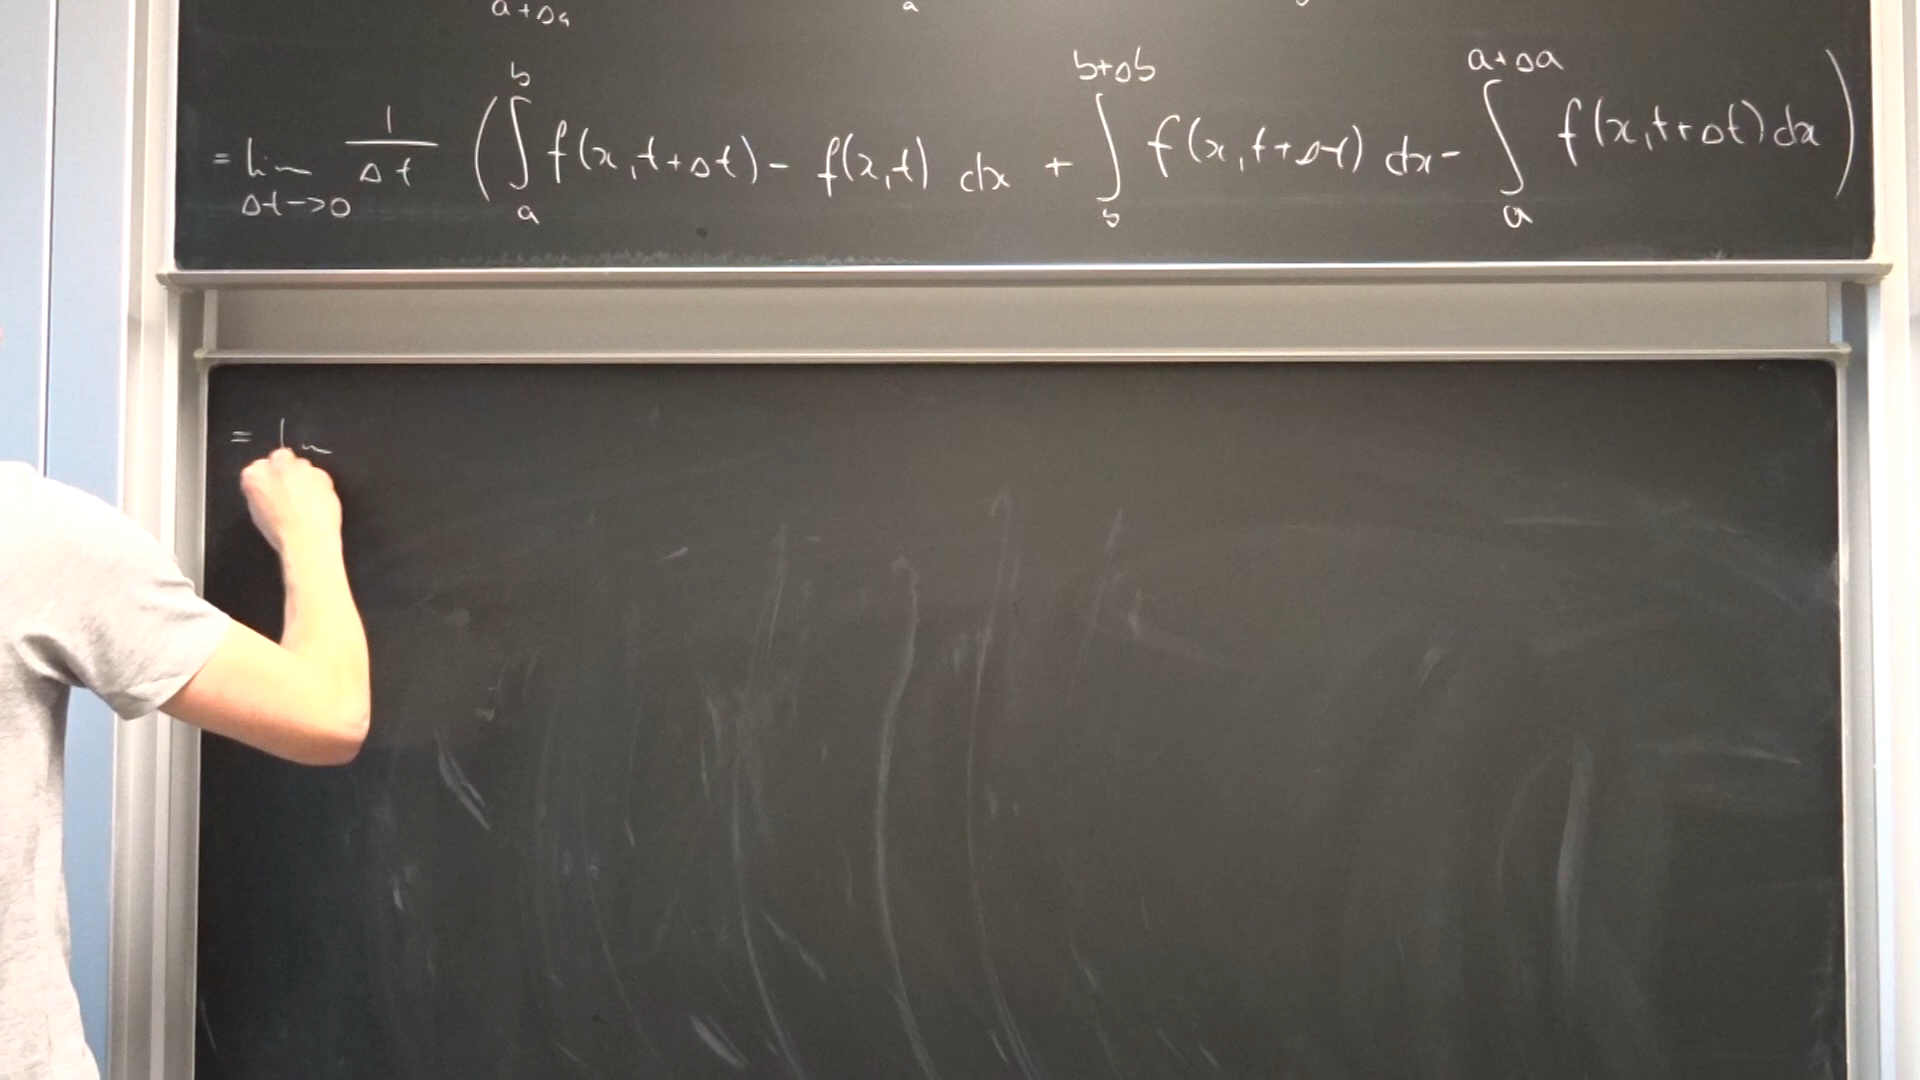 a+Δa a
= lim Δt→0 1/Δt ( ∫_a^b f(x,t+Δt) - f(x,t) dx + ∫_b^{b+Δb} f(x,t+Δt) dx - ∫_a^{a+Δa} f(x,t+Δt) dx )
= lim